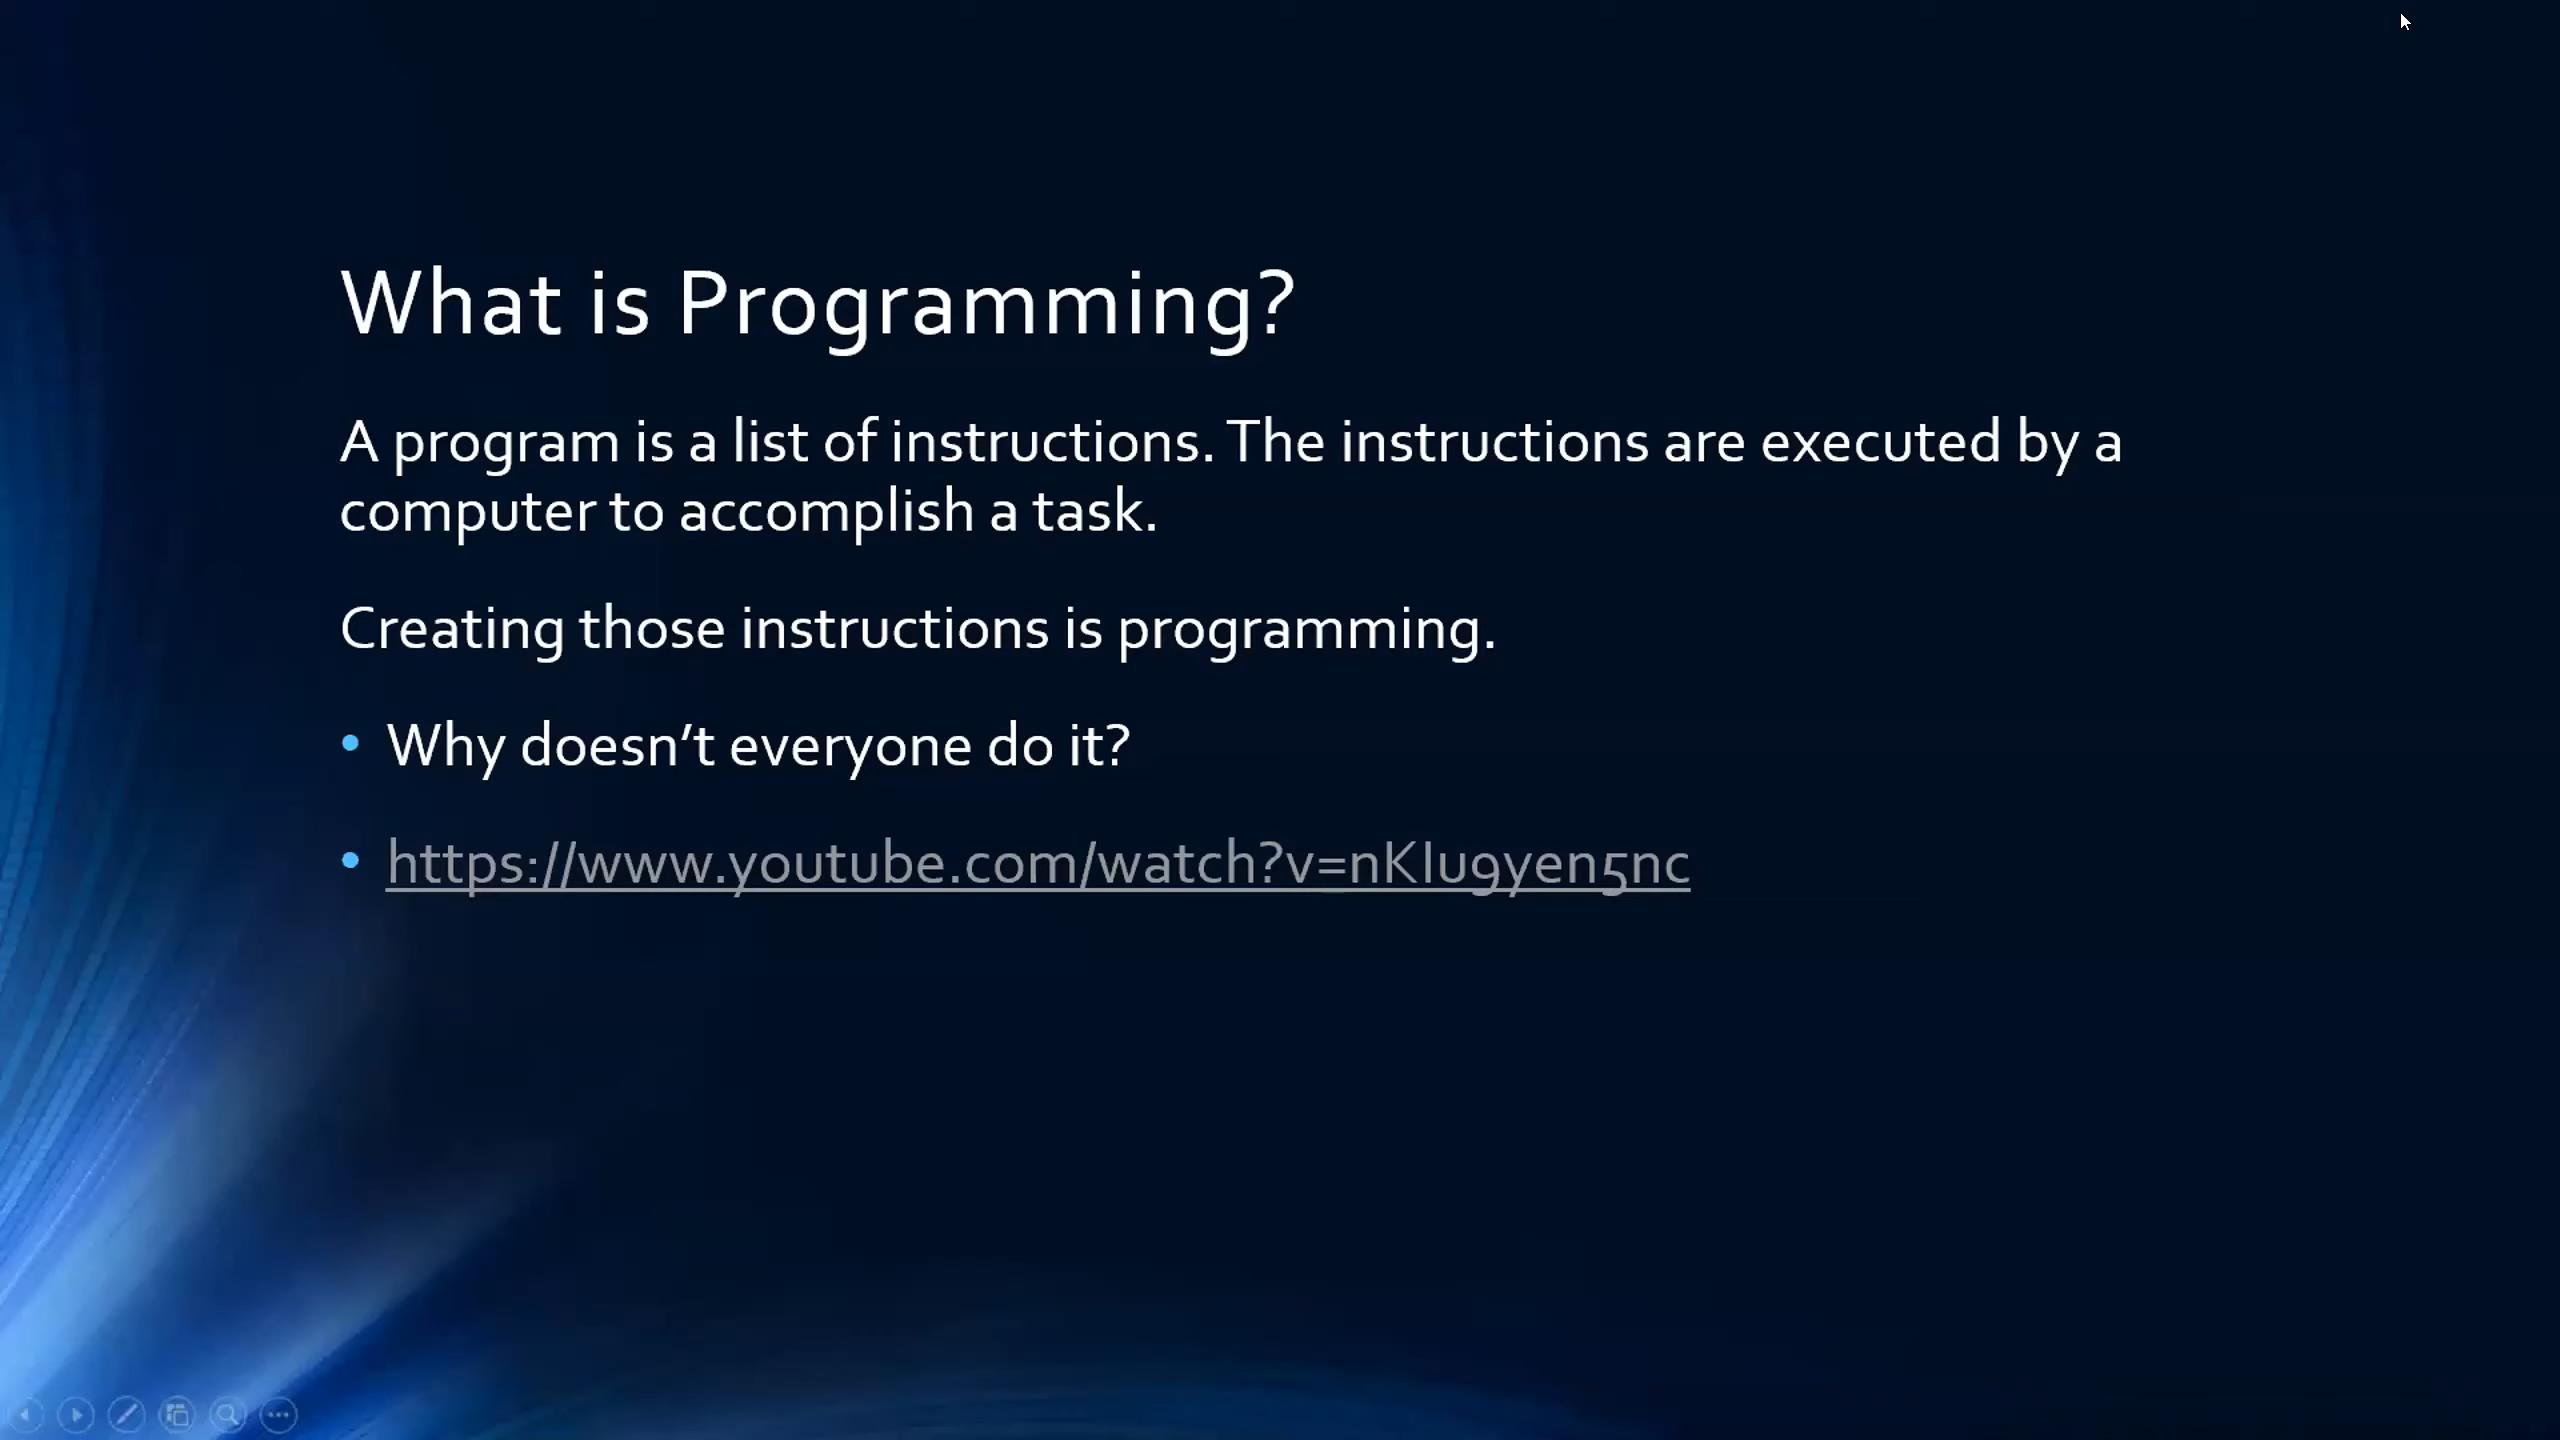 What is Programming?
A program is a list of instructions. The instructions are executed by a
computer to accomplish a task.
Creating those instructions is programming.
• Why doesn’t everyone do it?
• https://www.youtube.com/watch?v=nKIu9yen5nc